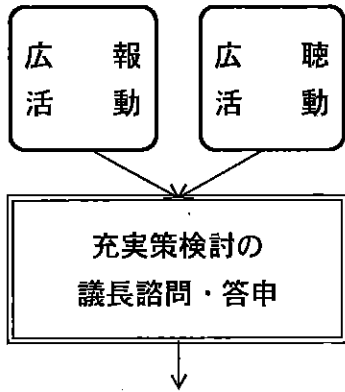 広報
活動
広聴
活動
充実策検討の
議長諮問・答申